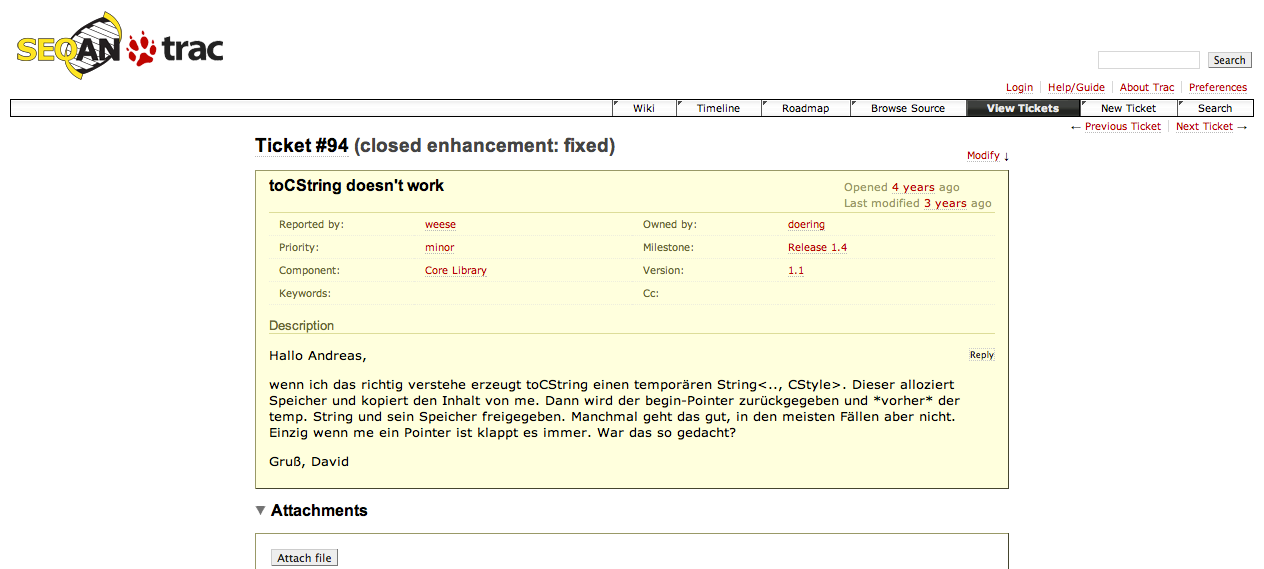 SEQAN trac
Search
Login Help/Guide About Trac Preferences
Wiki Timeline Roadmap Browse Source View Tickets New Ticket Search
← Previous Ticket Next Ticket →
Ticket #94 (closed enhancement: fixed)
Modify ↓
toCString doesn't work
Opened 4 years ago
Last modified 3 years ago
Reported by: weese Owned by: doering
Priority: minor Milestone: Release 1.4
Component: Core Library Version: 1.1
Keywords: Cc:
Description
Hallo Andreas,
Reply
wenn ich das richtig verstehe erzeugt toCString einen temporären String<.., CStyle>. Dieser alloziert
Speicher und kopiert den Inhalt von me. Dann wird der begin-Pointer zurückgegeben und *vorher* der
temp. String und sein Speicher freigegeben. Manchmal geht das gut, in den meisten Fällen aber nicht.
Einzig wenn me ein Pointer ist klappt es immer. War das so gedacht?
Gruß, David
▼ Attachments
Attach file